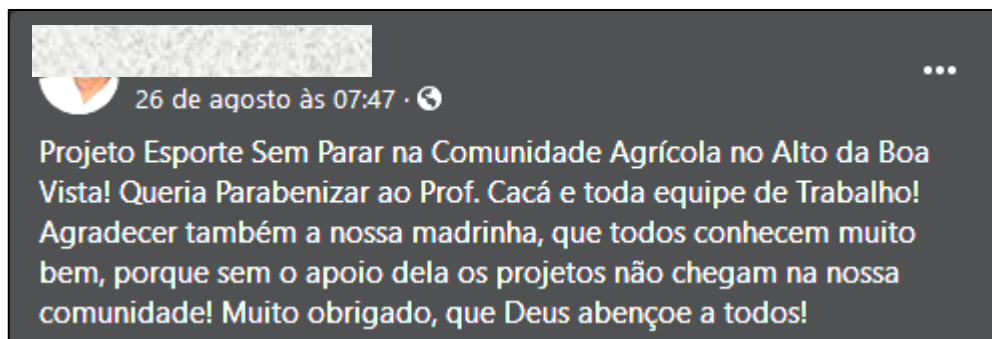 26 de agosto às 07:47 ·
Projeto Esporte Sem Parar na Comunidade Agrícola no Alto da Boa
Vista! Queria Parabenizar ao Prof. Cacá e toda equipe de Trabalho!
Agradecer também a nossa madrinha, que todos conhecem muito
bem, porque sem o apoio dela os projetos não chegam na nossa
comunidade! Muito obrigado, que Deus abençoe a todos!